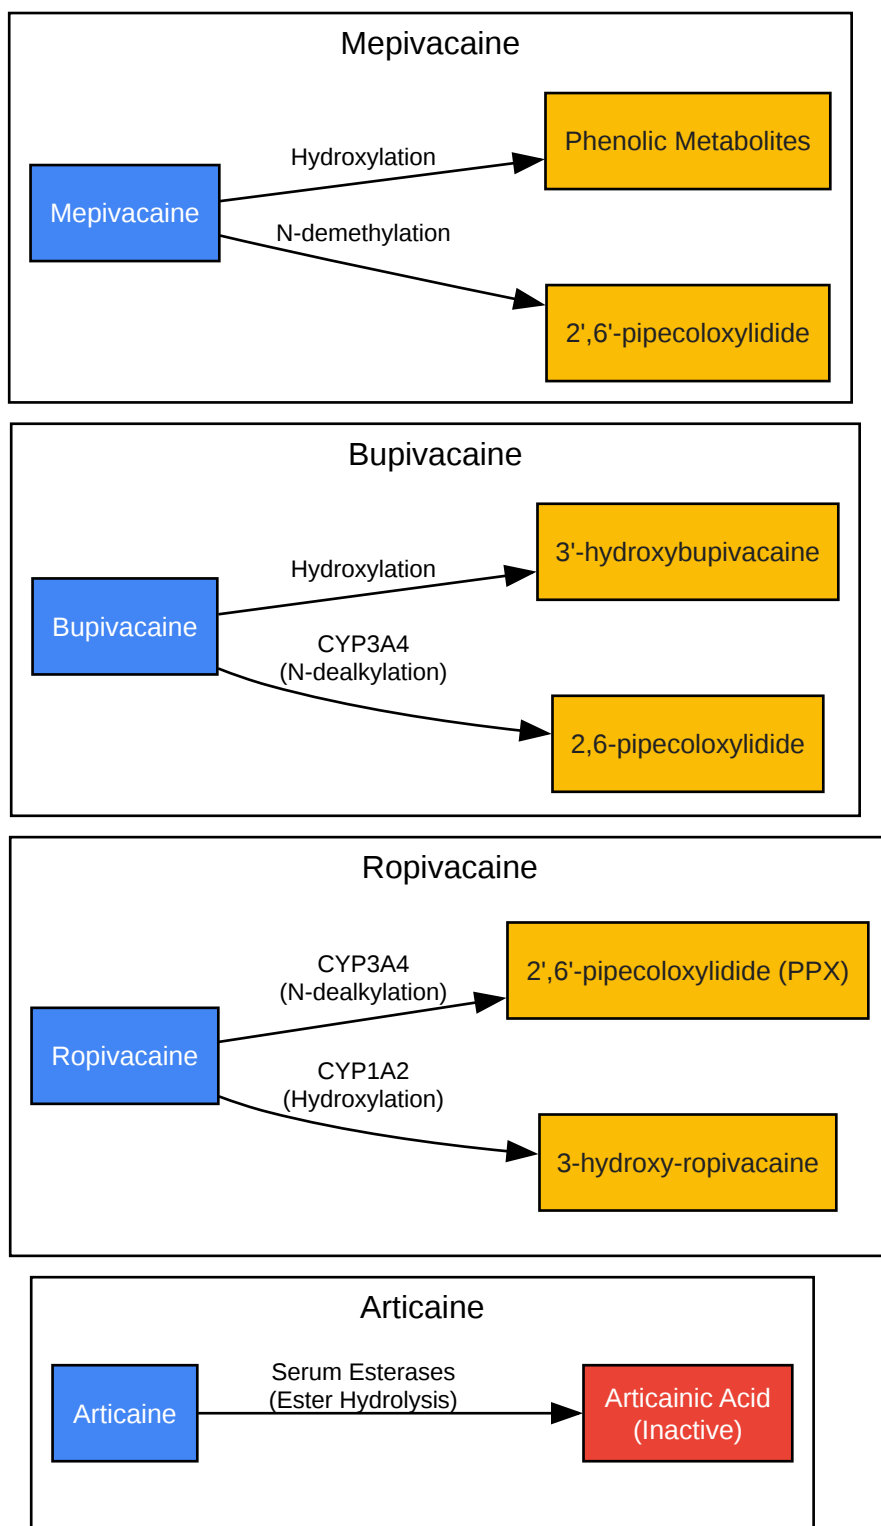 Mepivacaine
Hydroxylation
Phenolic Metabolites
Mepivacaine
N-demethylation
2',6'-pipecoloxylidide
Bupivacaine
Hydroxylation
3'-hydroxybupivacaine
Bupivacaine
CYP3A4
(N-dealkylation)
2,6-pipecoloxylidide
Ropivacaine
CYP3A4
(N-dealkylation)
2',6'-pipecoloxylidide (PPX)
Ropivacaine
CYP1A2
(Hydroxylation)
3-hydroxy-ropivacaine
Articaine
Articaine
Serum Esterases
(Ester Hydrolysis)
Articainic Acid
(Inactive)